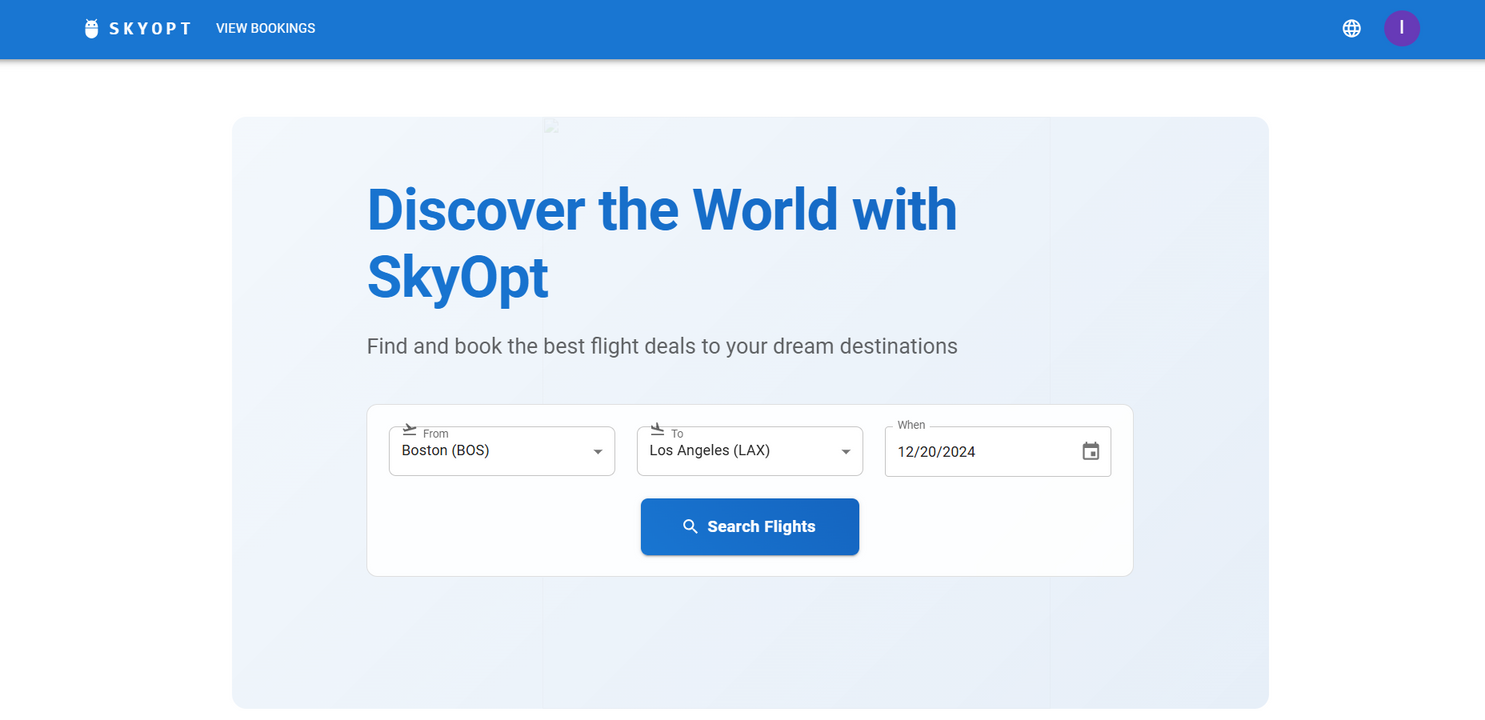 SKYOPT VIEW BOOKINGS I
Discover the World with
SkyOpt
Find and book the best flight deals to your dream destinations
From To When
Boston (BOS) Los Angeles (LAX) 12/20/2024
Search Flights